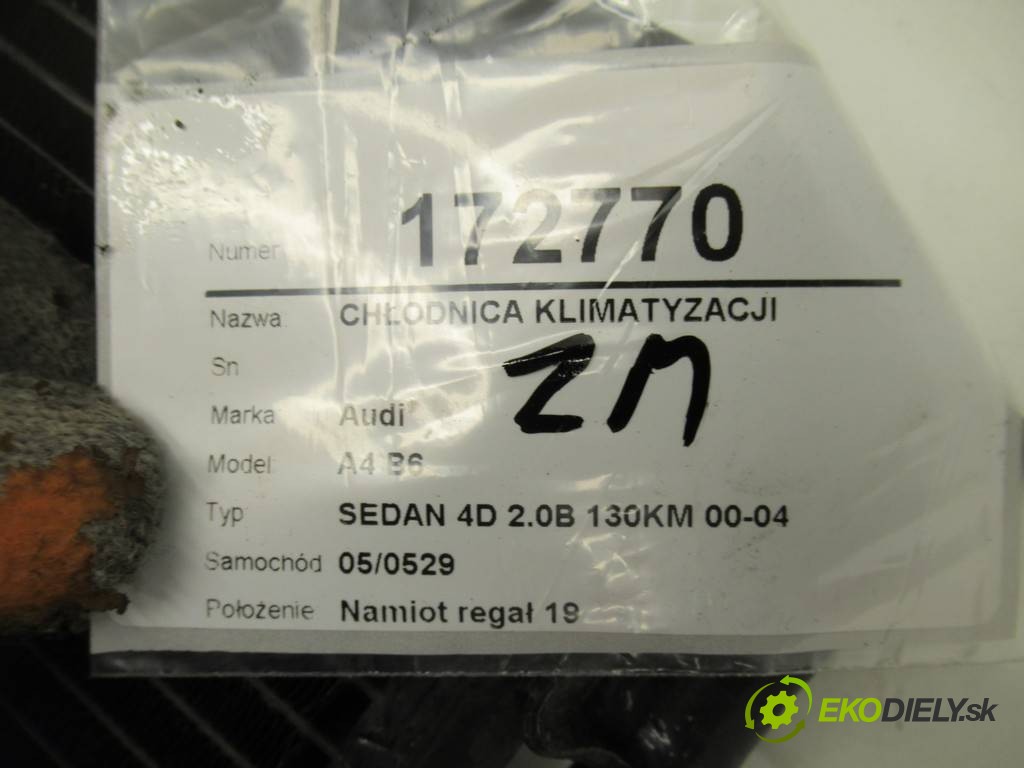 Numer 172770
Nazwa CHŁODNICA KLIMATYZACJI
Sn
ZM
Marka Audi
Model A4 B6
Typ SEDAN 4D 2.0B 130KM 00-04
Samochód 05/0529
Położenie Namiot regał 19
EKODIELY.sk